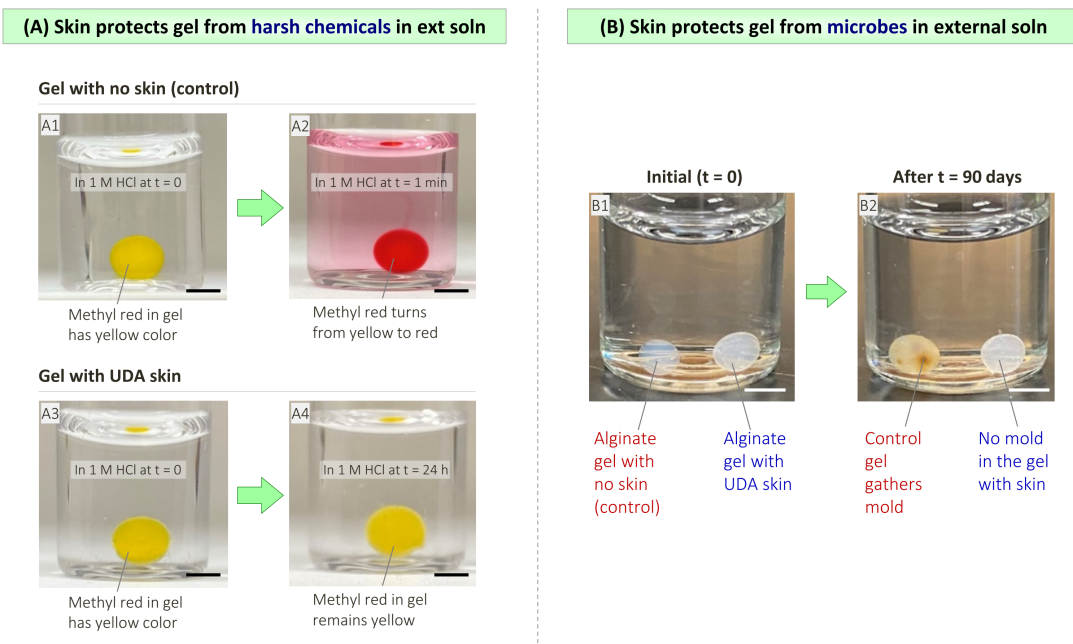 (A) Skin protects gel from harsh chemicals in ext soln
Gel with no skin (control)
A1
In 1 M HCl at t = 0
Methyl red in gel
has yellow color
A2
In 1 M HCl at t = 1 min
Methyl red turns
from yellow to red
Gel with UDA skin
A3
In 1 M HCl at t = 0
Methyl red in gel
has yellow color
A4
In 1 M HCl at t = 24 h
Methyl red in gel
remains yellow
(B) Skin protects gel from microbes in external soln
Initial (t = 0)
B1
Alginate
gel with
no skin
(control)
Alginate
gel with
UDA skin
After t = 90 days
B2
Control
gel
gathers
mold
No mold
in the gel
with skin